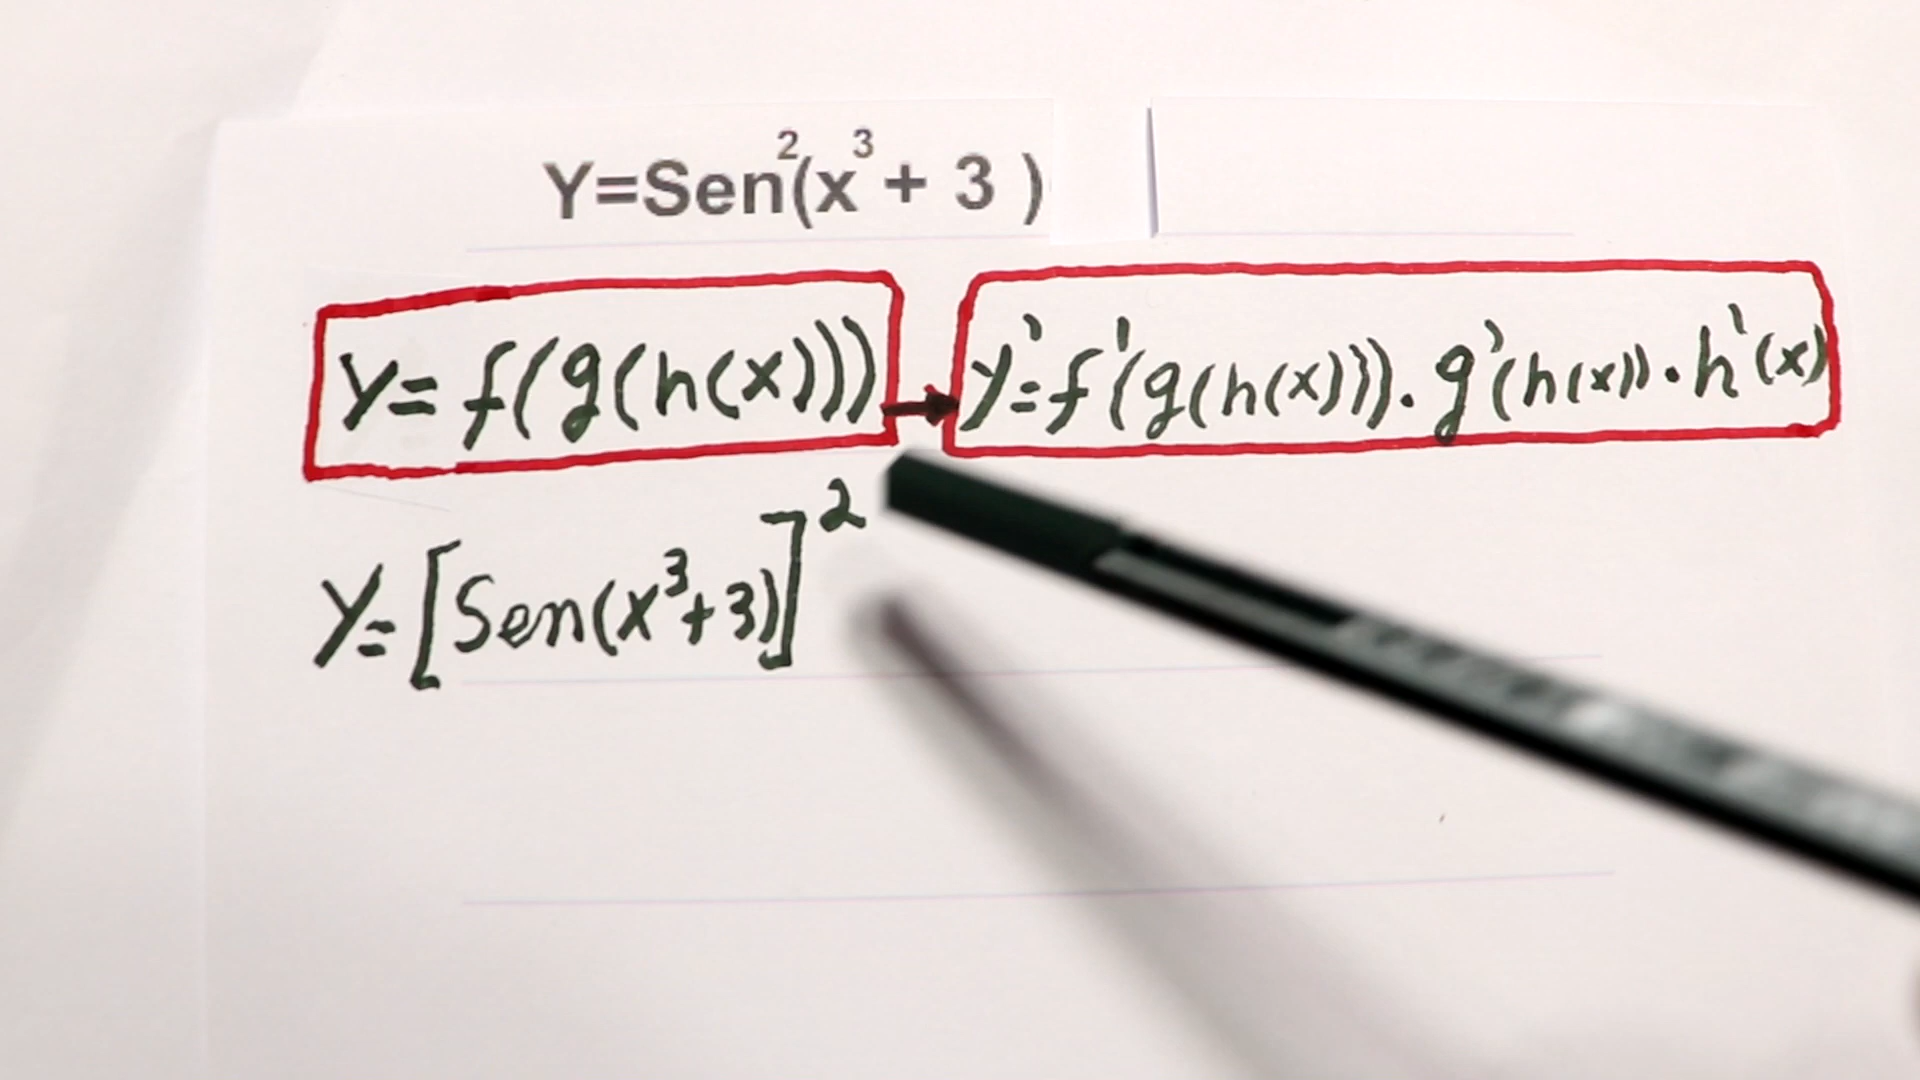 Y=Sen²(x³+ 3 )
y= f(g(h(x))) → y'=f'(g(h(x))).g'(h(x)).h'(x)
y=[Sen(x³+3)]²